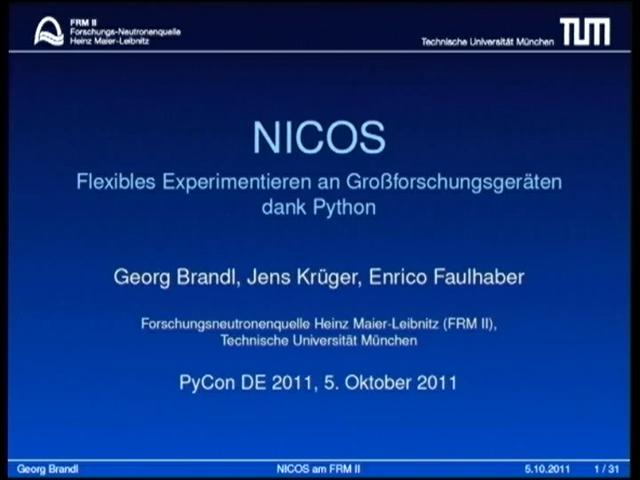 FRM II
Forschungs-Neutronenquelle
Heinz Maier-Leibnitz
Technische Universität München TUM
NICOS
Flexibles Experimentieren an Großforschungsgeräten
dank Python
Georg Brandl, Jens Krüger, Enrico Faulhaber
Forschungsneutronenquelle Heinz Maier-Leibnitz (FRM II),
Technische Universität München
PyCon DE 2011, 5. Oktober 2011
Georg Brandl NICOS am FRM II 5.10.2011 1 / 31